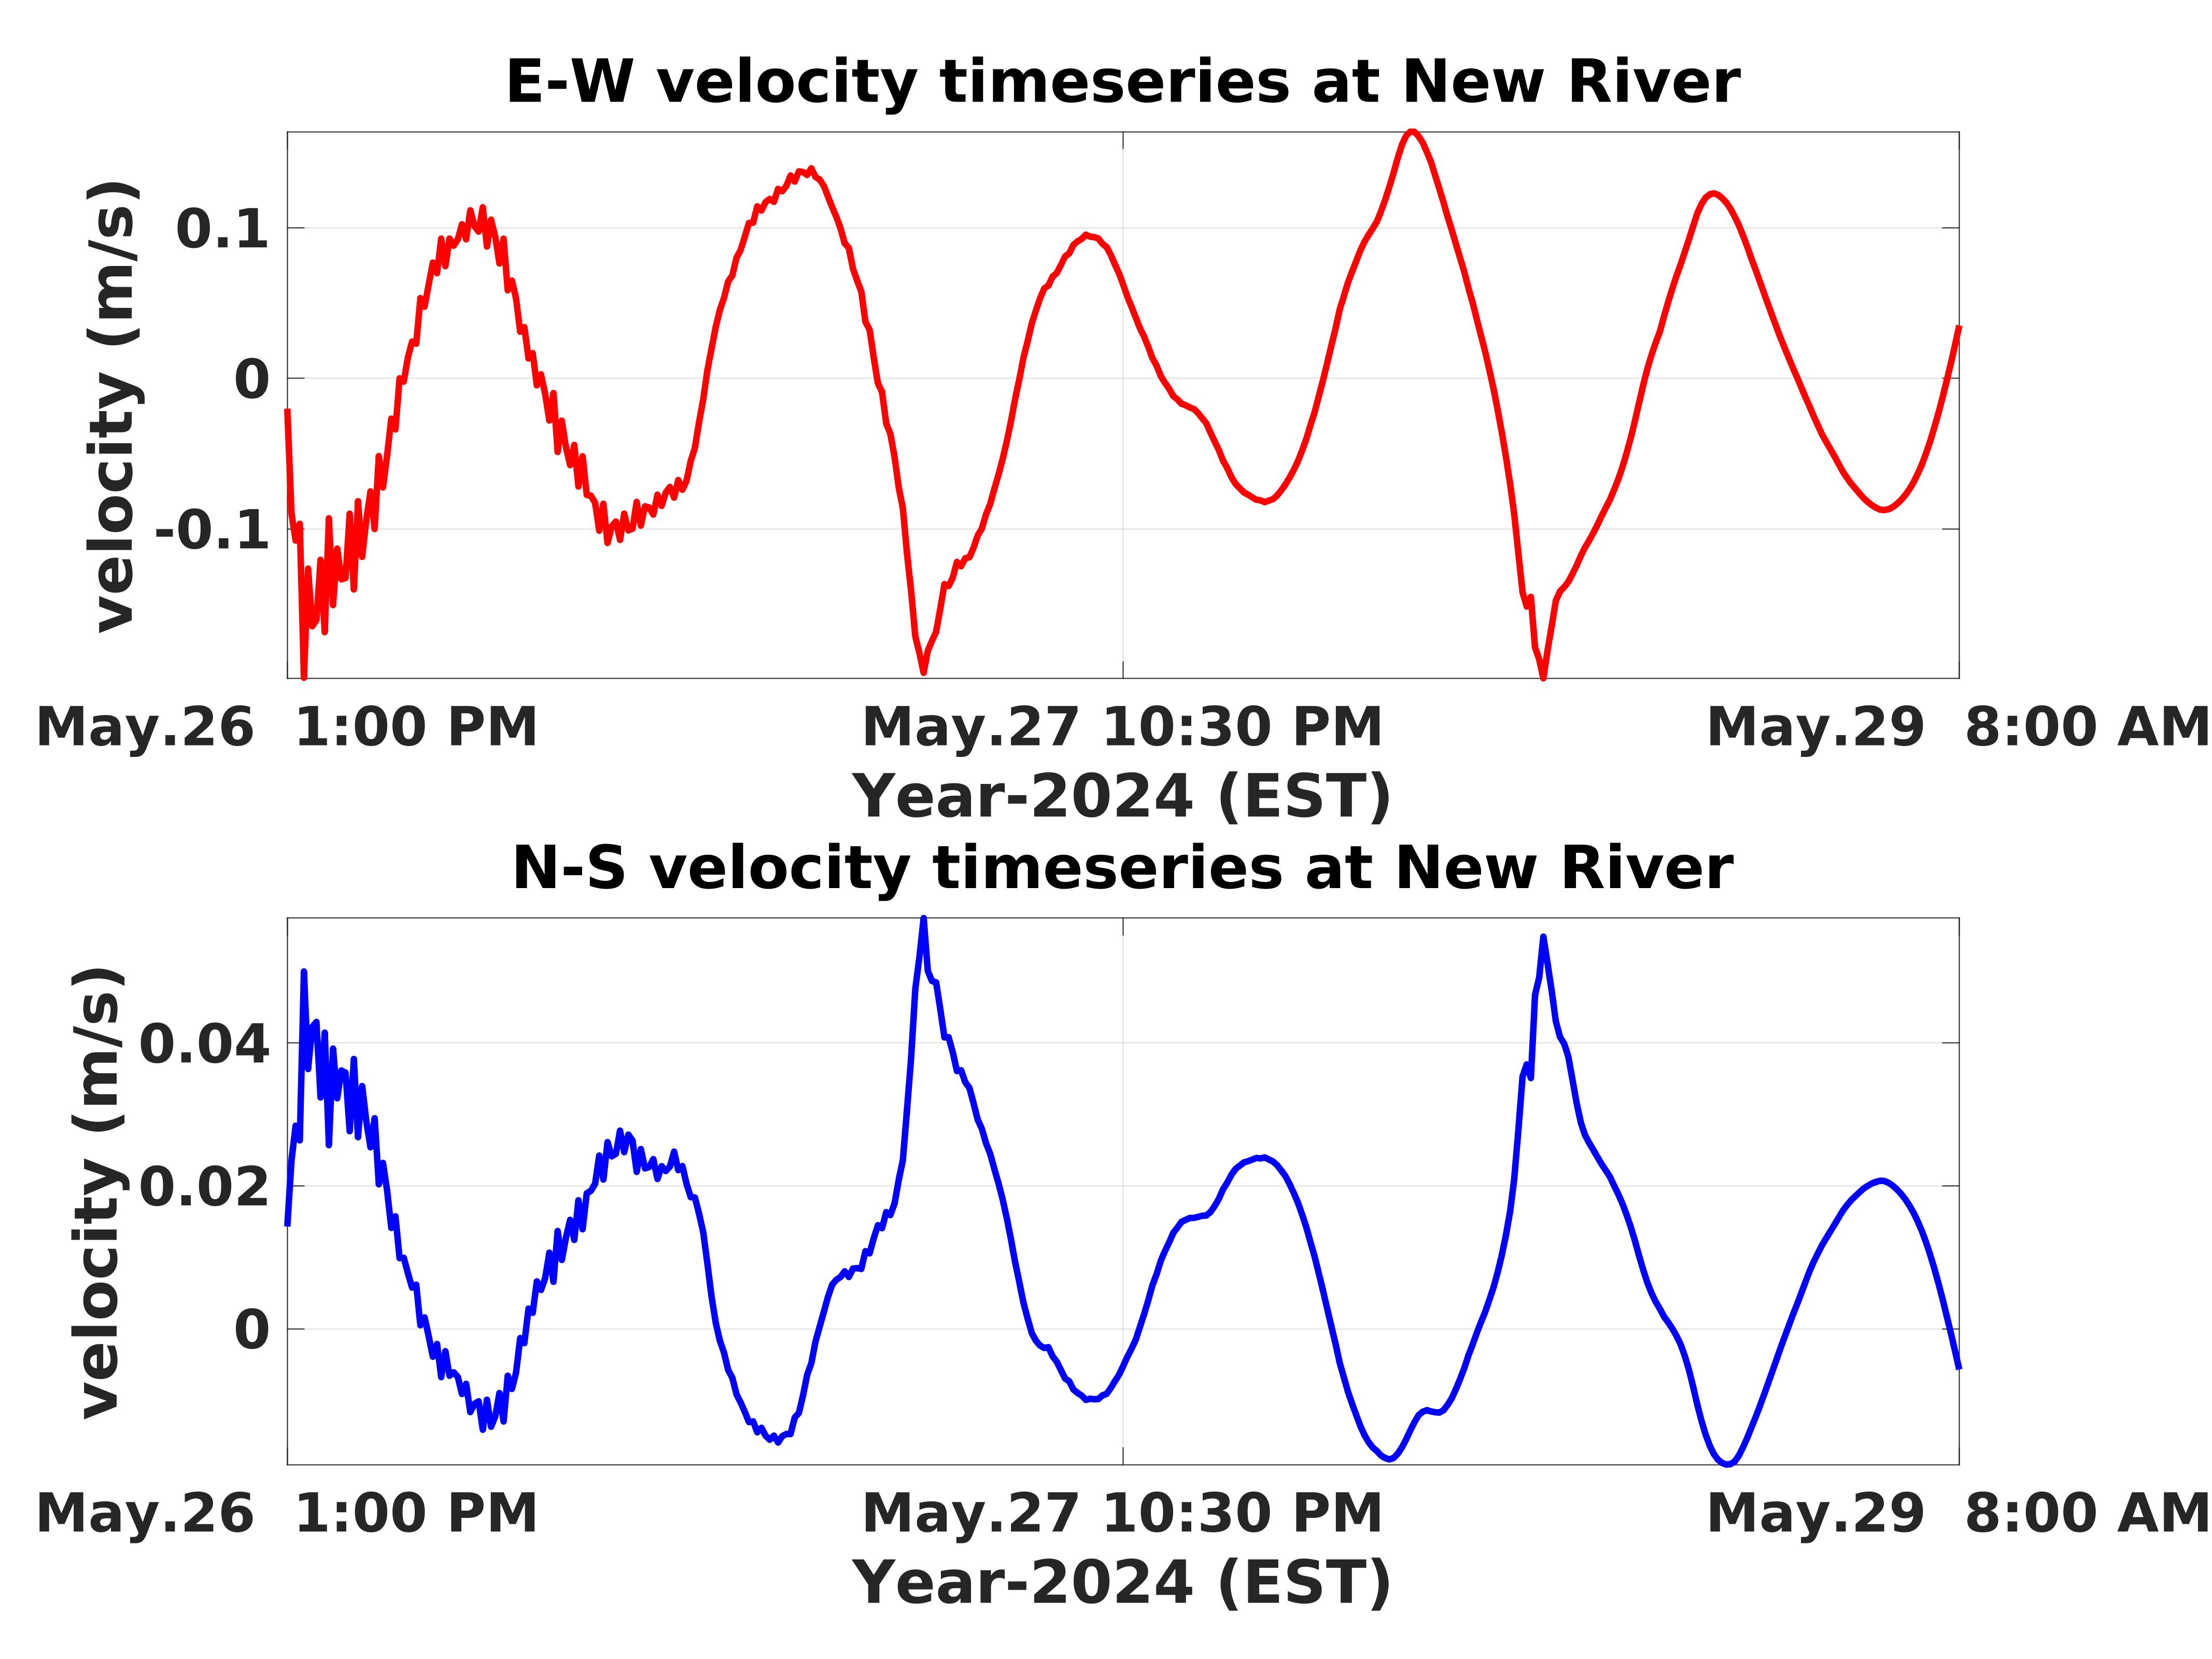 E-W velocity timeseries at New River
velocity (m/s)
0.1
0
-0.1
May.26  1:00 PM
May.27 10:30 PM
May.29  8:00 AM
Year-2024 (EST)
N-S velocity timeseries at New River
velocity (m/s)
0.04
0.02
0
May.26  1:00 PM
May.27 10:30 PM
May.29  8:00 AM
Year-2024 (EST)